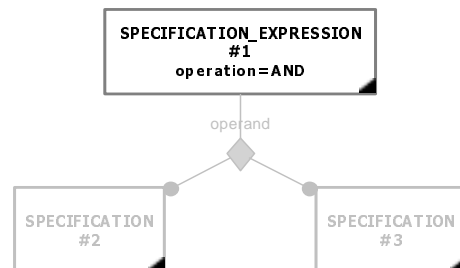 SPECIFICATION_EXPRESSION
#1
operation=AND
operand
SPECIFICATION
#2
SPECIFICATION
#3